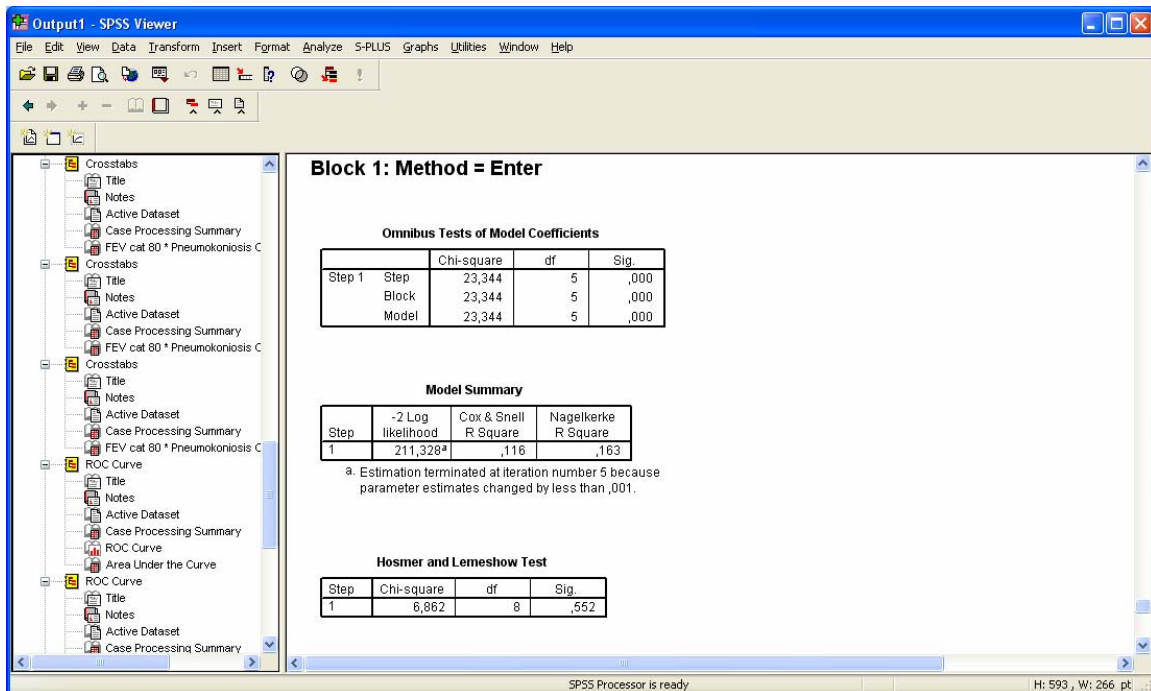 Output1 - SPSS Viewer
File Edit View Data Transform Insert Format Analyze S-PLUS Graphs Utilities Window Help
Crosstabs
Title
Notes
Active Dataset
Case Processing Summary
FEV cat 80 * Pneumokoniosis C
Crosstabs
Title
Notes
Active Dataset
Case Processing Summary
FEV cat 80 * Pneumokoniosis C
Crosstabs
Title
Notes
Active Dataset
Case Processing Summary
FEV cat 80 * Pneumokoniosis C
ROC Curve
Title
Notes
Active Dataset
Case Processing Summary
ROC Curve
Area Under the Curve
ROC Curve
Title
Notes
Active Dataset
Case Processing Summary
Block 1: Method = Enter
Omnibus Tests of Model Coefficients
Chi-square df Sig.
Step 1 Step 23,344 5 ,000
Block 23,344 5 ,000
Model 23,344 5 ,000
Model Summary
Step -2 Log likelihood Cox & Snell R Square Nagelkerke R Square
1 211,328a ,116 ,163
a. Estimation terminated at iteration number 5 because
parameter estimates changed by less than ,001.
Hosmer and Lemeshow Test
Step Chi-square df Sig.
1 6,862 8 ,552
SPSS Processor is ready
H: 593 , W: 266 pt